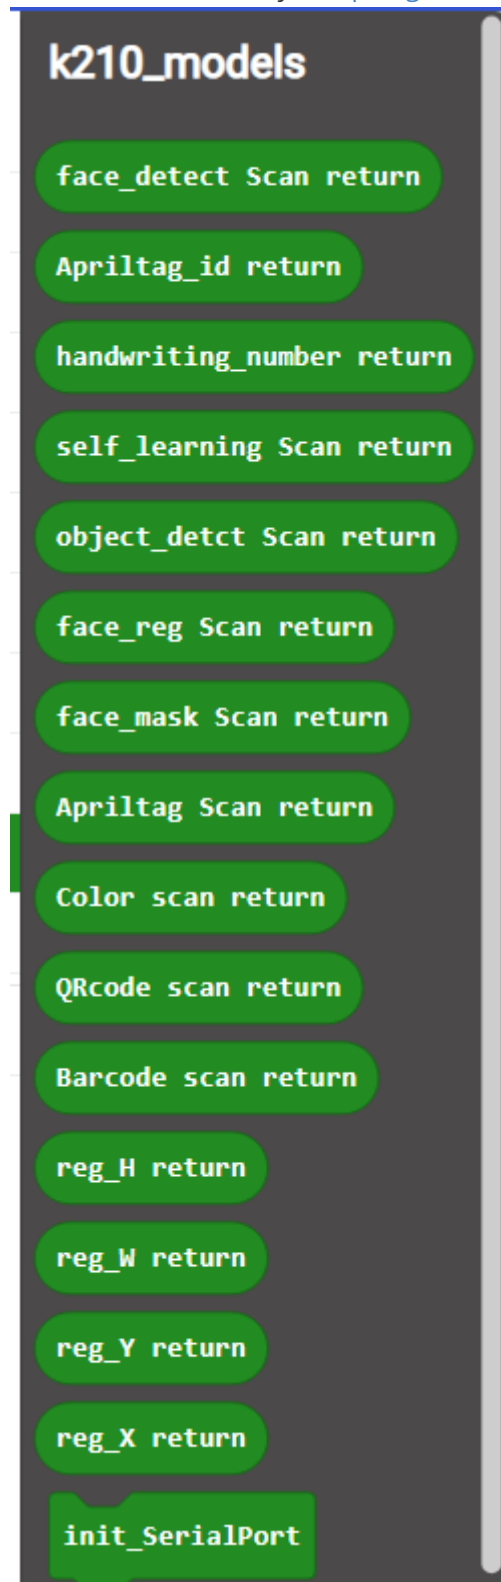 k210_models
face_detect Scan return
Apriltag_id return
handwriting_number return
self_learning Scan return
object_detct Scan return
face_reg Scan return
face_mask Scan return
Apriltag Scan return
Color scan return
QRcode scan return
Barcode scan return
reg_H return
reg_W return
reg_Y return
reg_X return
init_SerialPort